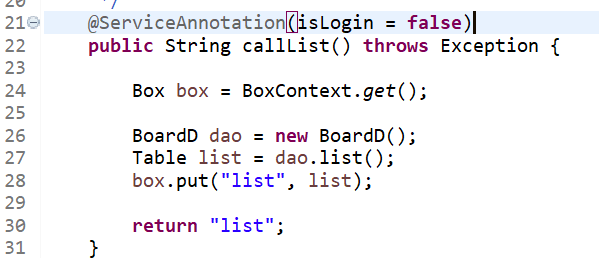 20 */
21 @ServiceAnnotation(isLogin = false)
22 public String callList() throws Exception {
23
24 Box box = BoxContext.get();
25
26 BoardD dao = new BoardD();
27 Table list = dao.list();
28 box.put("list", list);
29
30 return "list";
31 }